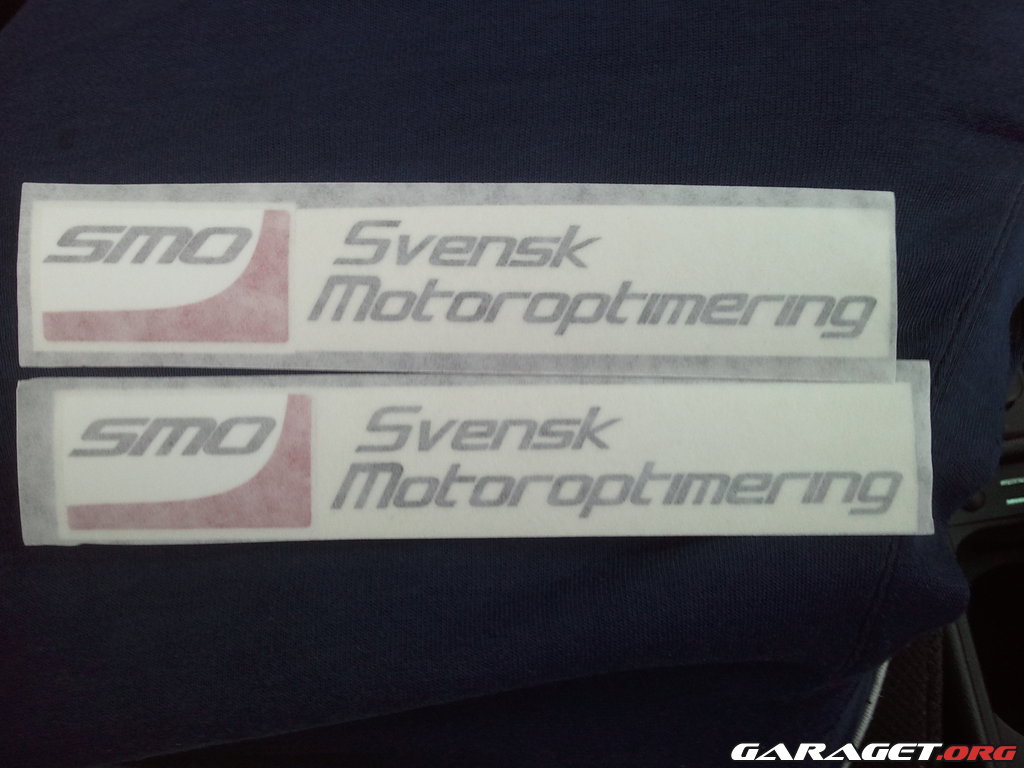 SMO
Svensk
Motoroptimering
SMO
Svensk
Motoroptimering
GARAGET.ORG